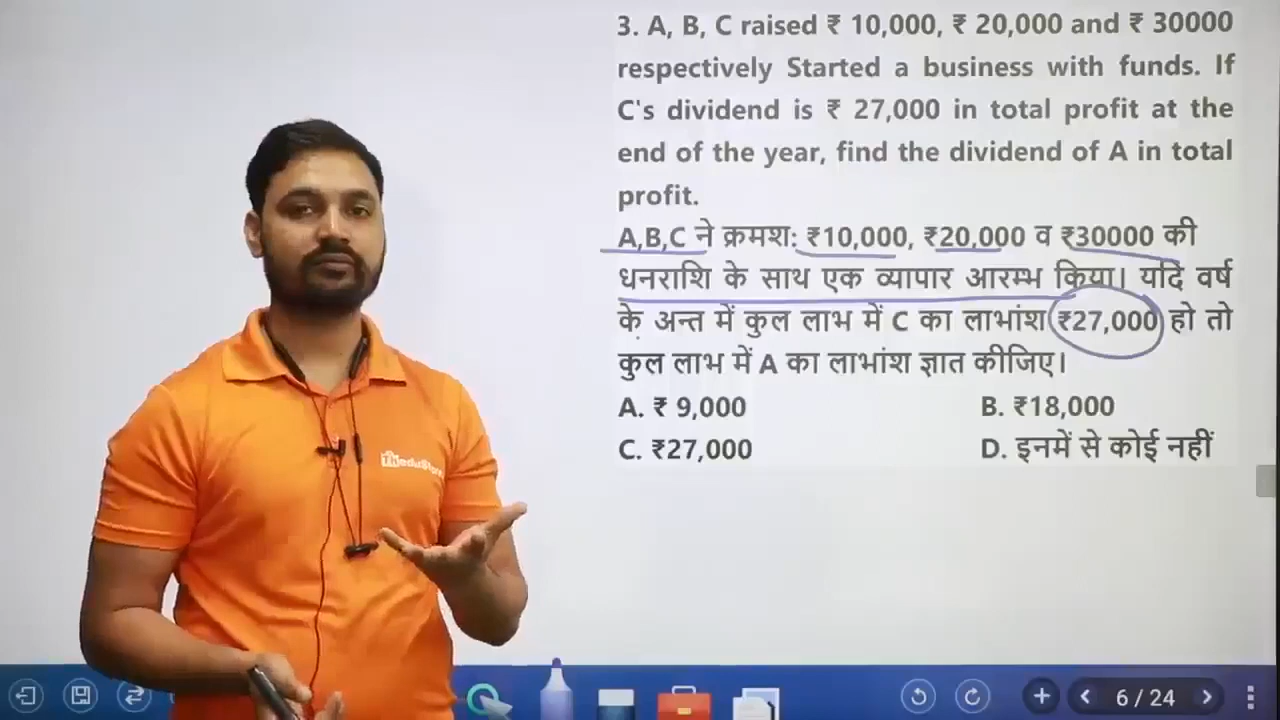 3. A, B, C raised ₹ 10,000, ₹ 20,000 and ₹ 30000
respectively Started a business with funds. If
C's dividend is ₹ 27,000 in total profit at the
end of the year, find the dividend of A in total
profit.
A,B,C ने क्रमश: ₹10,000, ₹20,000 व ₹30000 की
धनराशि के साथ एक व्यापार आरम्भ किया। यदि वर्ष
के अन्त में कुल लाभ में C का लाभांश ₹27,000 हो तो
कुल लाभ में A का लाभांश ज्ञात कीजिए।
A. ₹ 9,000 B. ₹18,000
C. ₹27,000 D. इनमें से कोई नहीं
6 / 24